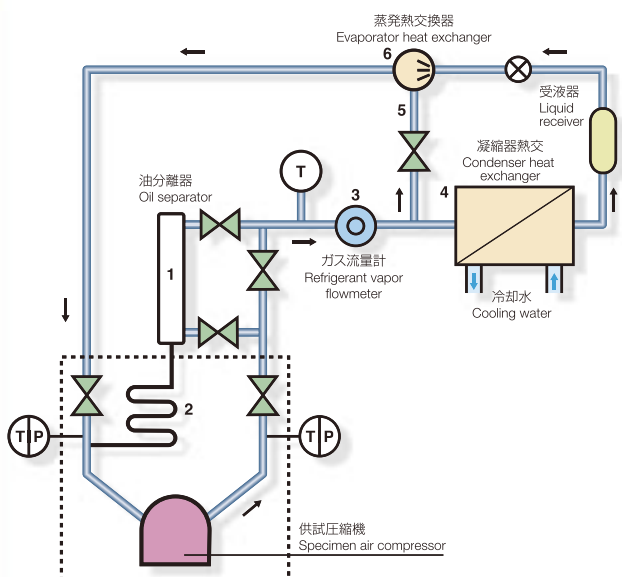 蒸発熱交換器
Evaporator heat exchanger
6
受液器
Liquid
receiver
5
凝縮器熱交
Condenser heat
exchanger
T
油分離器
Oil separator
3
4
1
ガス流量計
Refrigerant vapor
flowmeter
冷却水
Cooling water
2
T P
T P
供試圧縮機
Specimen air compressor